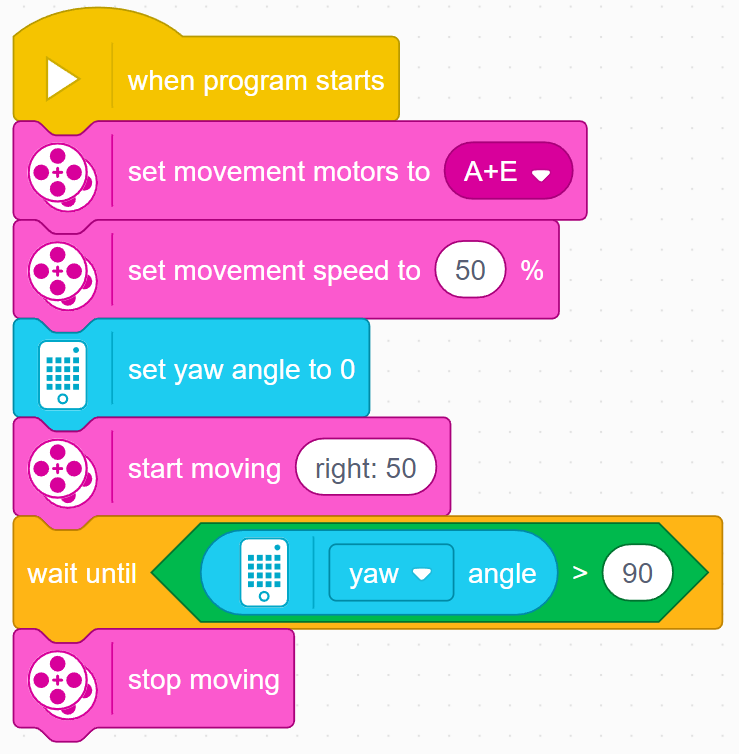 when program starts
set movement motors to A+E
set movement speed to 50 %
set yaw angle to 0
start moving right: 50
wait until yaw angle > 90
stop moving